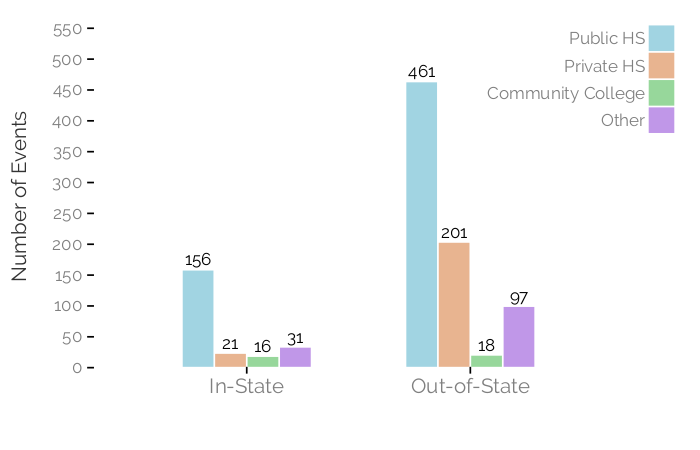 Number of Events
550
500
450
400
350
300
250
200
150
100
50
0
Public HS
Private HS
Community College
Other
156
21
16
31
461
201
18
97
In-State
Out-of-State